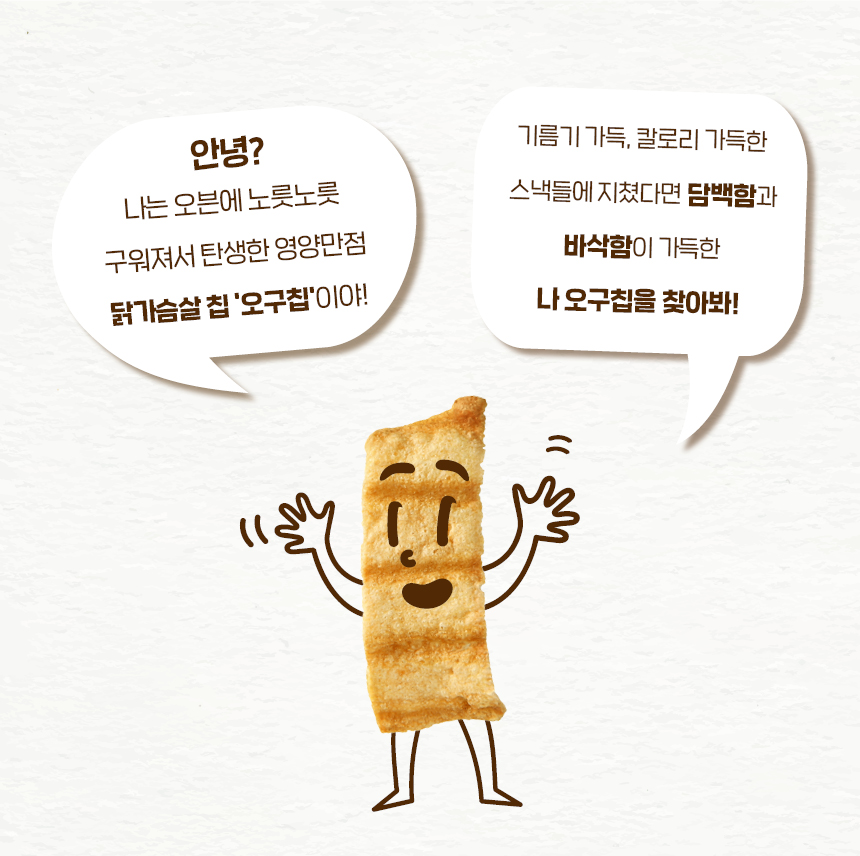 안녕?
나는 오븐에 노릇노릇
구워져서 탄생한 영양만점
닭가슴살 칩 '오구칩'이야!
기름기 가득, 칼로리 가득한
스낵들에 지쳤다면 담백함과
바삭함이 가득한
나 오구칩을 찾아봐!